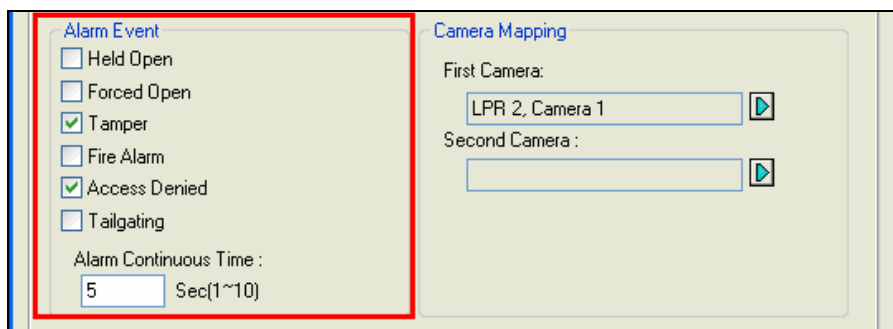 Alarm Event
Held Open
Forced Open
Tamper
Fire Alarm
Access Denied
Tailgating
Alarm Continuous Time :
5 Sec(1~10)
Camera Mapping
First Camera:
LPR 2, Camera 1
Second Camera :